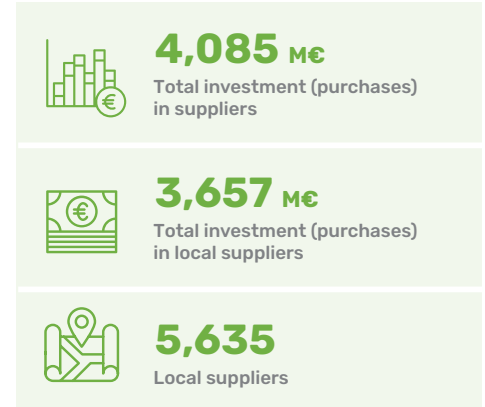 4,085 M€
Total investment (purchases)
in suppliers
3,657 M€
Total investment (purchases)
in local suppliers
5,635
Local suppliers